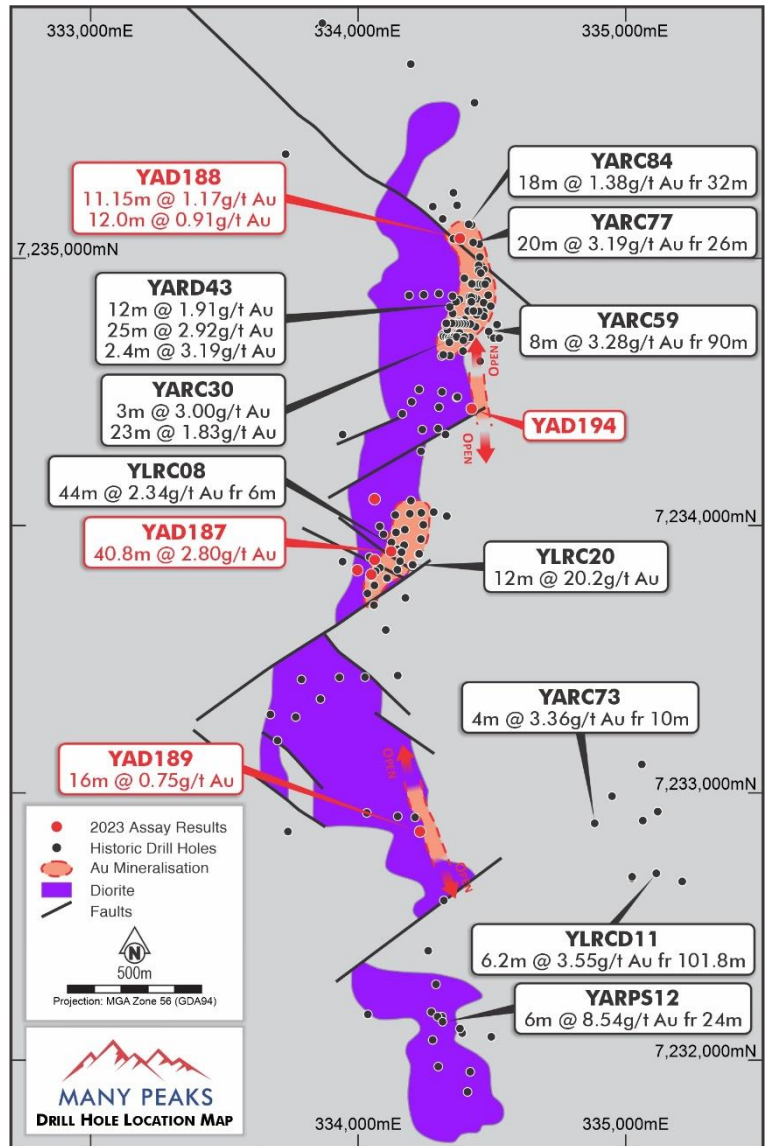 333,000mE
334,000mE
335,000mE
YARC84
18m @ 1.38g/t Au fr 32m
YAD188
11.15m @ 1.17g/t Au
12.0m @ 0.91g/t Au
YARC77
20m @ 3.19g/t Au fr 26m
7,235,000mN
YARD43
12m @ 1.91g/t Au
25m @ 2.92g/t Au
2.4m @ 3.19g/t Au
YARC59
8m @ 3.28g/t Au fr 90m
OPEN
YARC30
3m @ 3.00g/t Au
23m @ 1.83g/t Au
YAD194
OPEN
YLRC08
44m @ 2.34g/t Au fr 6m
7,234,000mN
YAD187
40.8m @ 2.80g/t Au
YLRC20
12m @ 20.2g/t Au
YARC73
4m @ 3.36g/t Au fr 10m
YAD189
16m @ 0.75g/t Au
OPEN
7,233,000mN
OPEN
2023 Assay Results
Historic Drill Holes
Au Mineralisation
Diorite
Faults
N
500m
Projection: MGA Zone 56 (GDA94)
YLRCD11
6.2m @ 3.55g/t Au fr 101.8m
YARPS12
6m @ 8.54g/t Au fr 24m
7,232,000mN
MANY PEAKS
DRILL HOLE LOCATION MAP
334,000mE
335,000mE